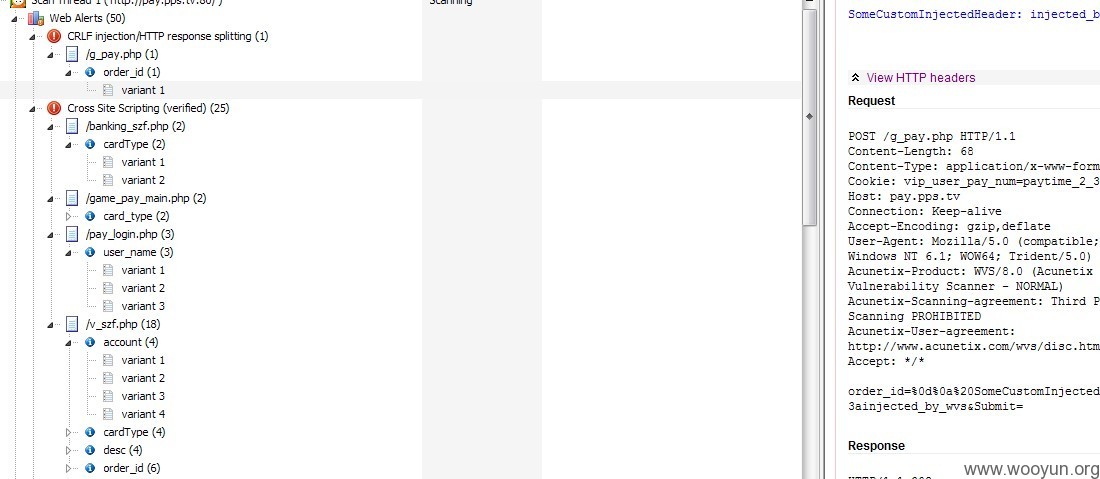 Scan Thread 1 ( http://pay.pps.tv:80/ )
Scanning
Web Alerts (50)
CRLF injection/HTTP response splitting (1)
/g_pay.php (1)
order_id (1)
variant 1
Cross Site Scripting (verified) (25)
/banking_szf.php (2)
cardType (2)
variant 1
variant 2
/game_pay_main.php (2)
card_type (2)
/pay_login.php (3)
user_name (3)
variant 1
variant 2
variant 3
/v_szf.php (18)
account (4)
variant 1
variant 2
variant 3
variant 4
cardType (4)
desc (4)
order_id (6)
SomeCustomInjectedHeader: injected_b
View HTTP headers
Request
POST /g_pay.php HTTP/1.1
Content-Length: 68
Content-Type: application/x-www-form
Cookie: vip_user_pay_num=paytime_2_3
Host: pay.pps.tv
Connection: Keep-alive
Accept-Encoding: gzip,deflate
User-Agent: Mozilla/5.0 (compatible;
Windows NT 6.1; WOW64; Trident/5.0)
Acunetix-Product: WVS/8.0 (Acunetix
Vulnerability Scanner - NORMAL)
Acunetix-Scanning-agreement: Third P
Scanning PROHIBITED
Acunetix-User-agreement:
http://www.acunetix.com/wvs/disc.htm
Accept: */*
order_id=%0d%0a%20SomeCustomInjected
3ainjected_by_wvs&Submit=
Response
www.wooyun.org